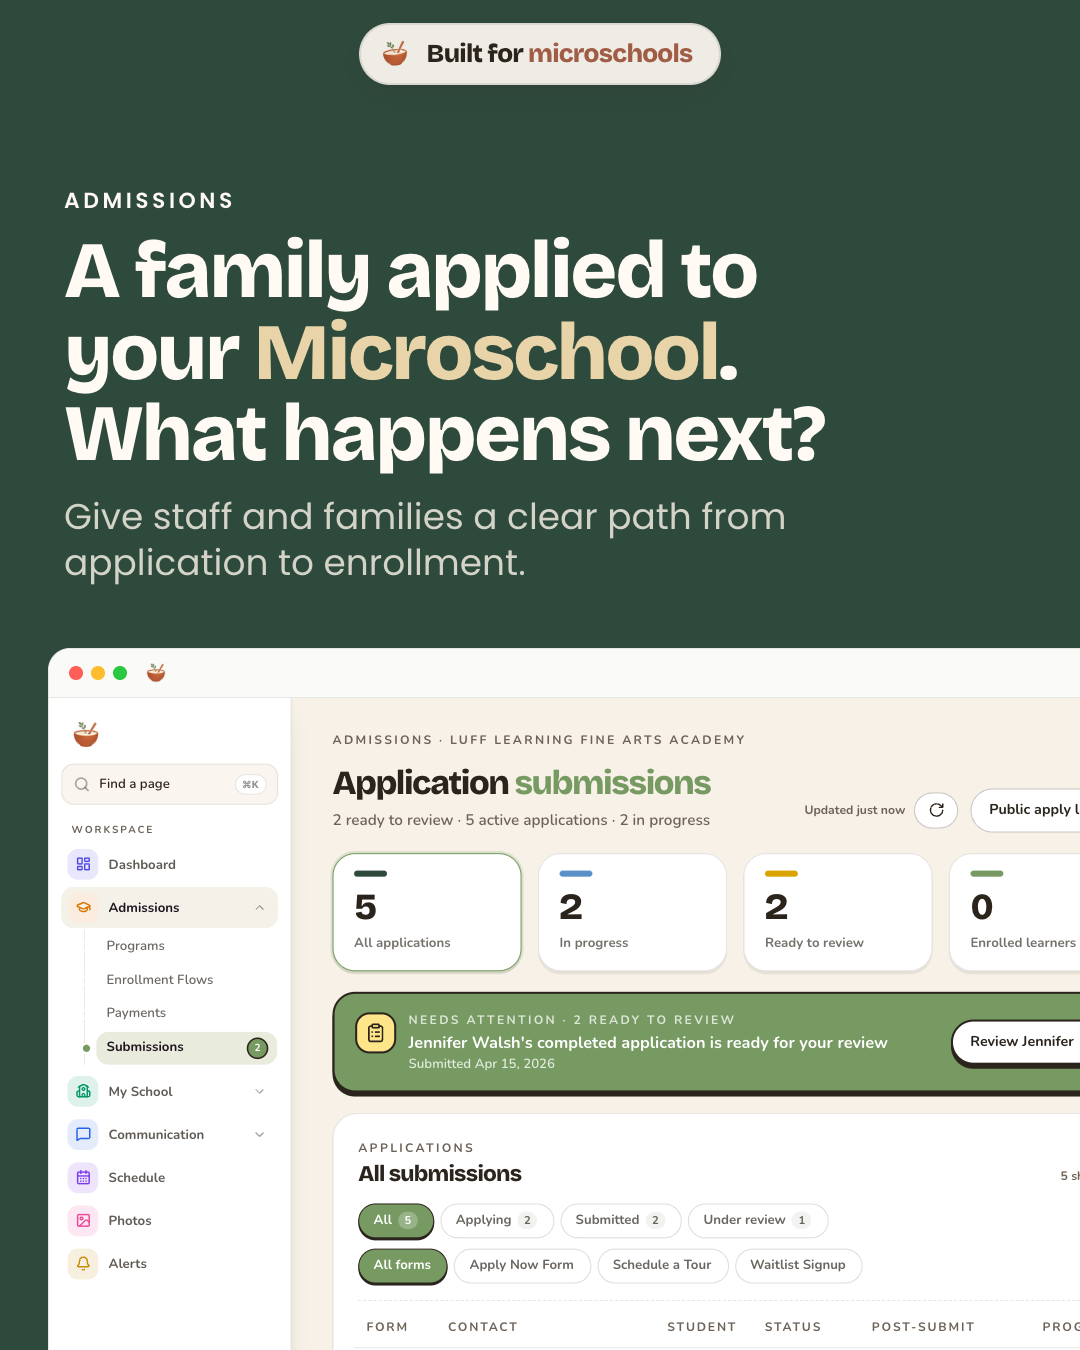 Built for microschools
ADMISSIONS
A family applied to
your Microschool.
What happens next?
Give staff and families a clear path from
application to enrollment.
Find a page ⌘K
WORKSPACE
Dashboard
Admissions
Programs
Enrollment Flows
Payments
Submissions 2
My School
Communication
Schedule
Photos
Alerts
ADMISSIONS · LUFF LEARNING FINE ARTS ACADEMY
Application submissions
2 ready to review · 5 active applications · 2 in progress
Updated just now
Public apply l
5
All applications
2
In progress
2
Ready to review
0
Enrolled learners
NEEDS ATTENTION · 2 READY TO REVIEW
Jennifer Walsh's completed application is ready for your review
Submitted Apr 15, 2026
Review Jennifer
APPLICATIONS
All submissions
5 sh
All 5 Applying 2 Submitted 2 Under review 1
All forms Apply Now Form Schedule a Tour Waitlist Signup
FORM CONTACT STUDENT STATUS POST-SUBMIT PROG